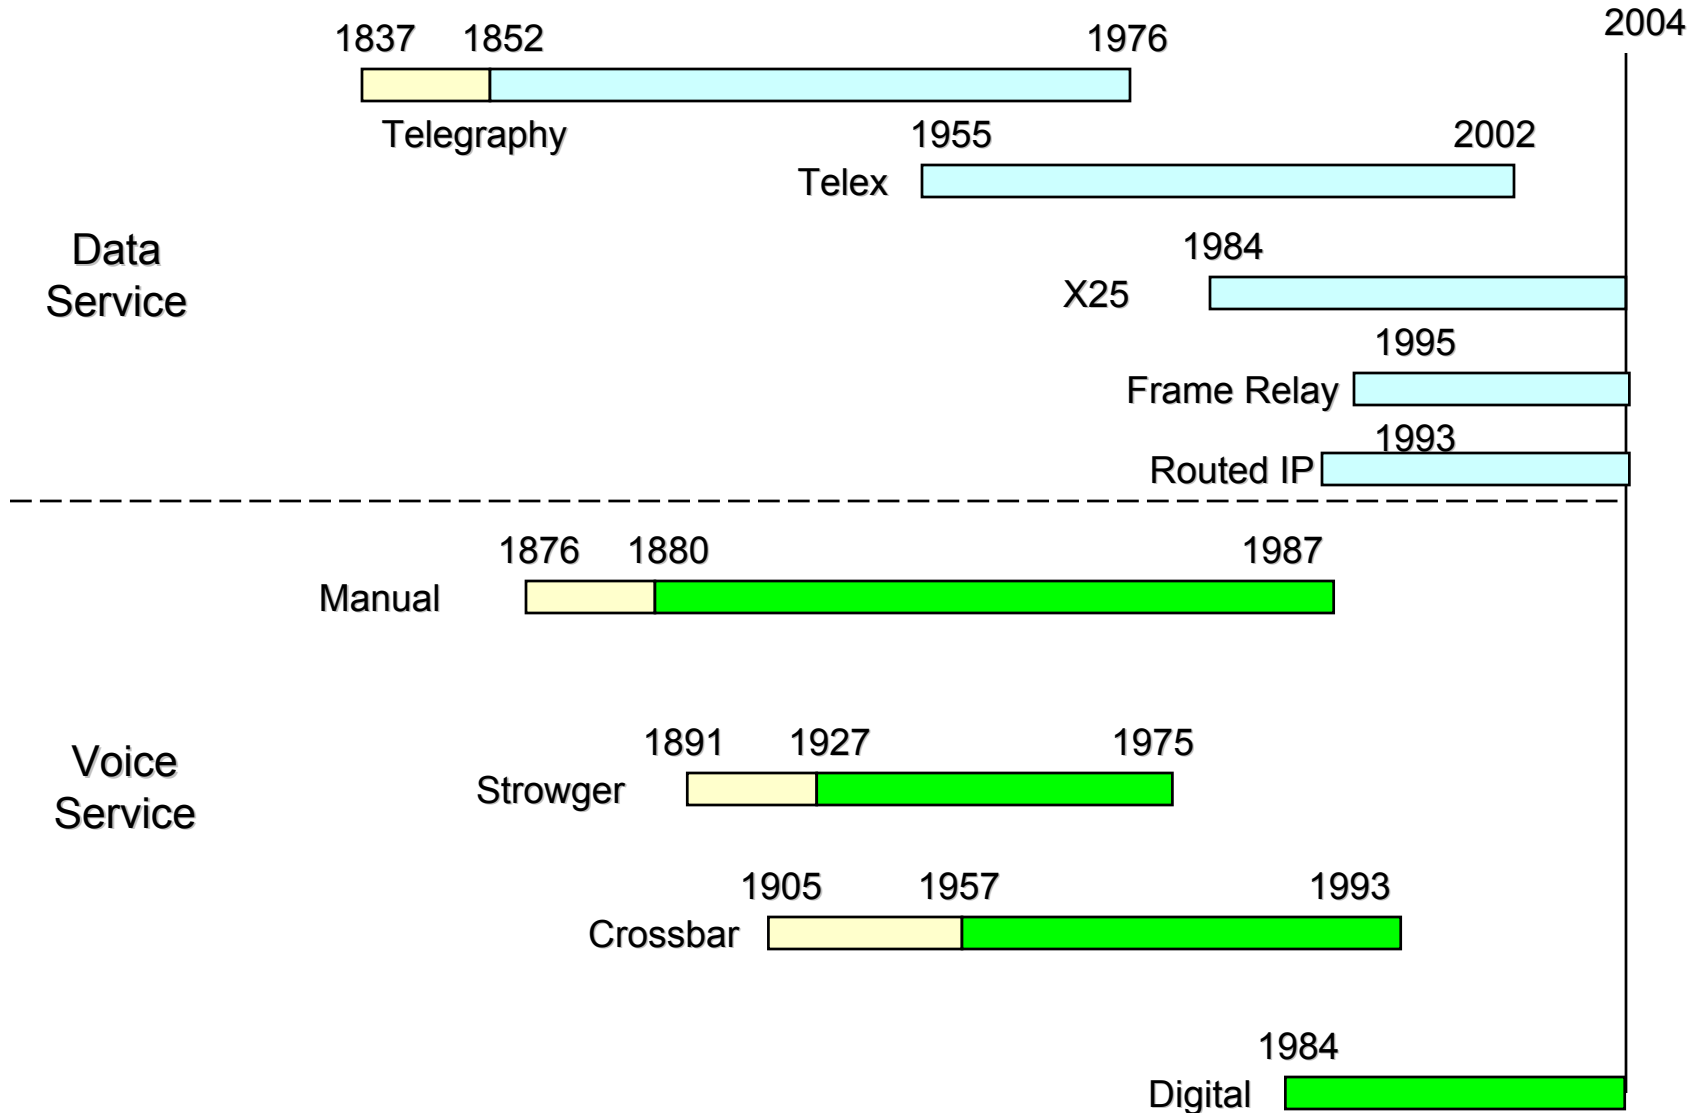 2004
1837 1852 1976
Telegraphy
1955 2002
Telex
Data
Service
1984
X25
1995
Frame Relay
1993
Routed IP
1876 1880 1987
Manual
1891 1927 1975
Strowger
Voice
Service
1905 1957 1993
Crossbar
1984
Digital